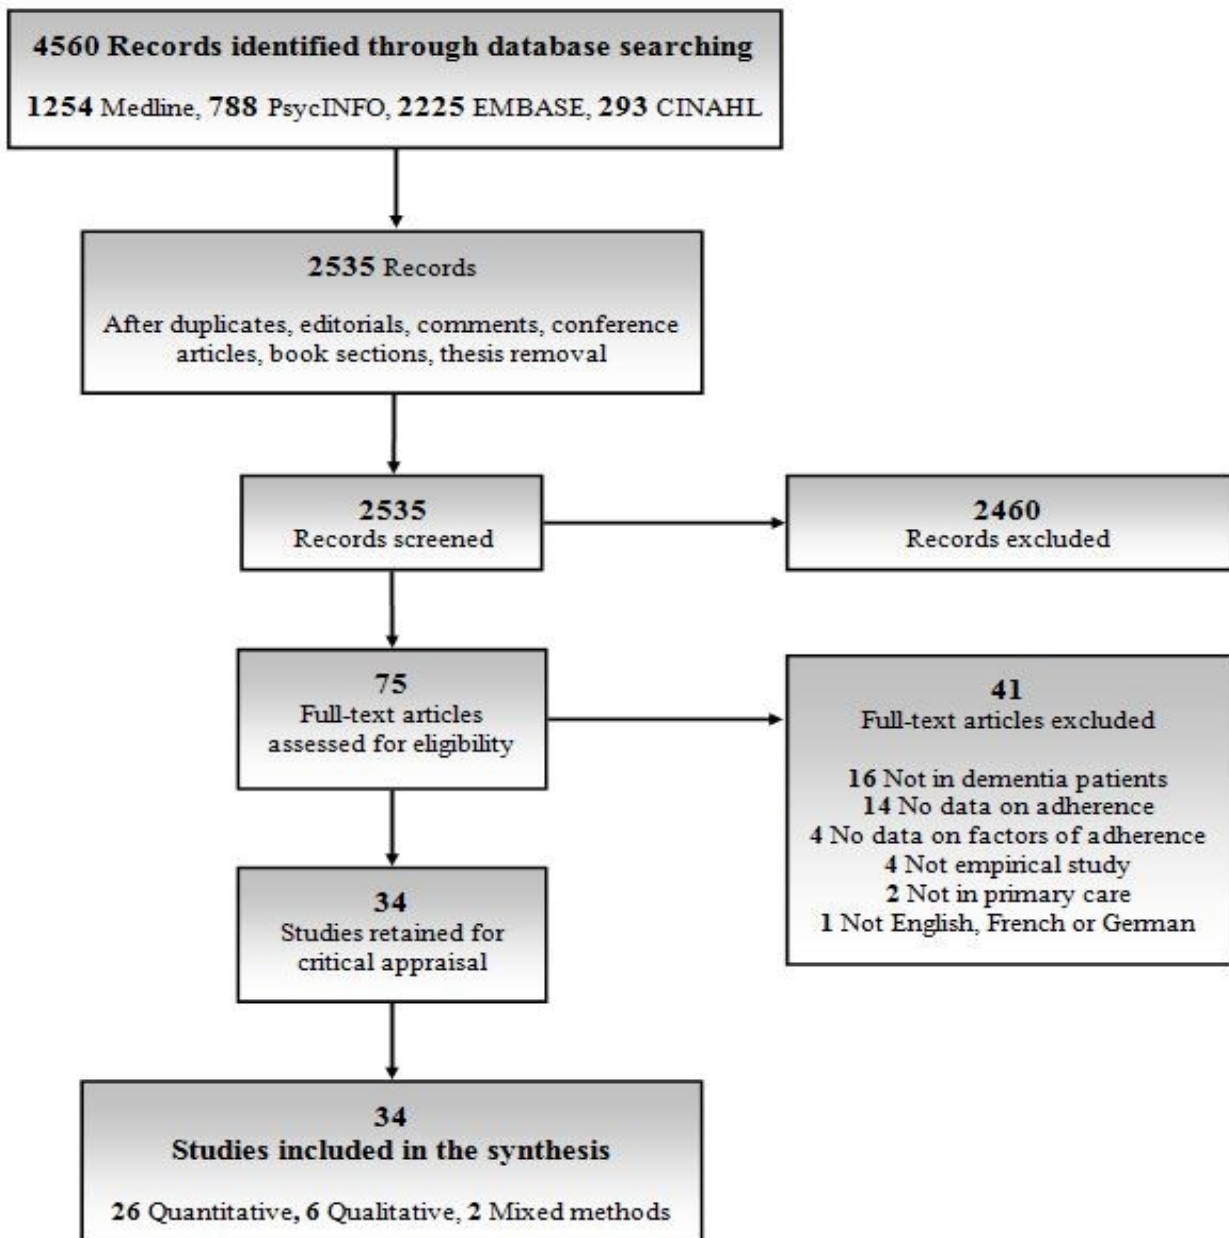 4560 Records identified through database searching
1254 Medline, 788 PsycINFO, 2225 EMBASE, 293 CINAHL
2535 Records
After duplicates, editorials, comments, conference
articles, book sections, thesis removal
2535
Records screened
2460
Records excluded
75
Full-text articles
assessed for eligibility
41
Full-text articles excluded
16 Not in dementia patients
14 No data on adherence
4 No data on factors of adherence
4 Not empirical study
2 Not in primary care
1 Not English, French or German
34
Studies retained for
critical appraisal
34
Studies included in the synthesis
26 Quantitative, 6 Qualitative, 2 Mixed methods